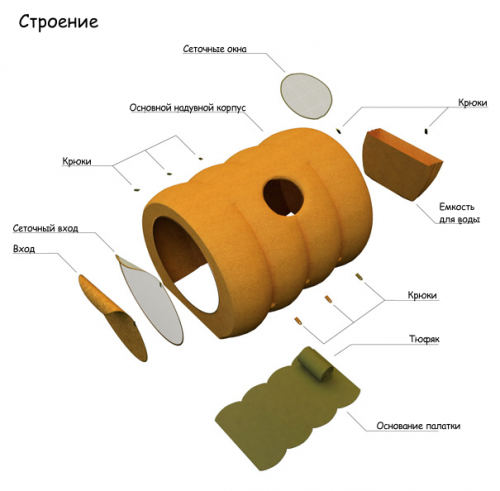 Строение
Сеточные окна
Основной надувной корпус
Крюки
Крюки
Емкость
для воды
Сеточный вход
Вход
Крюки
Тюфяк
Основание палатки